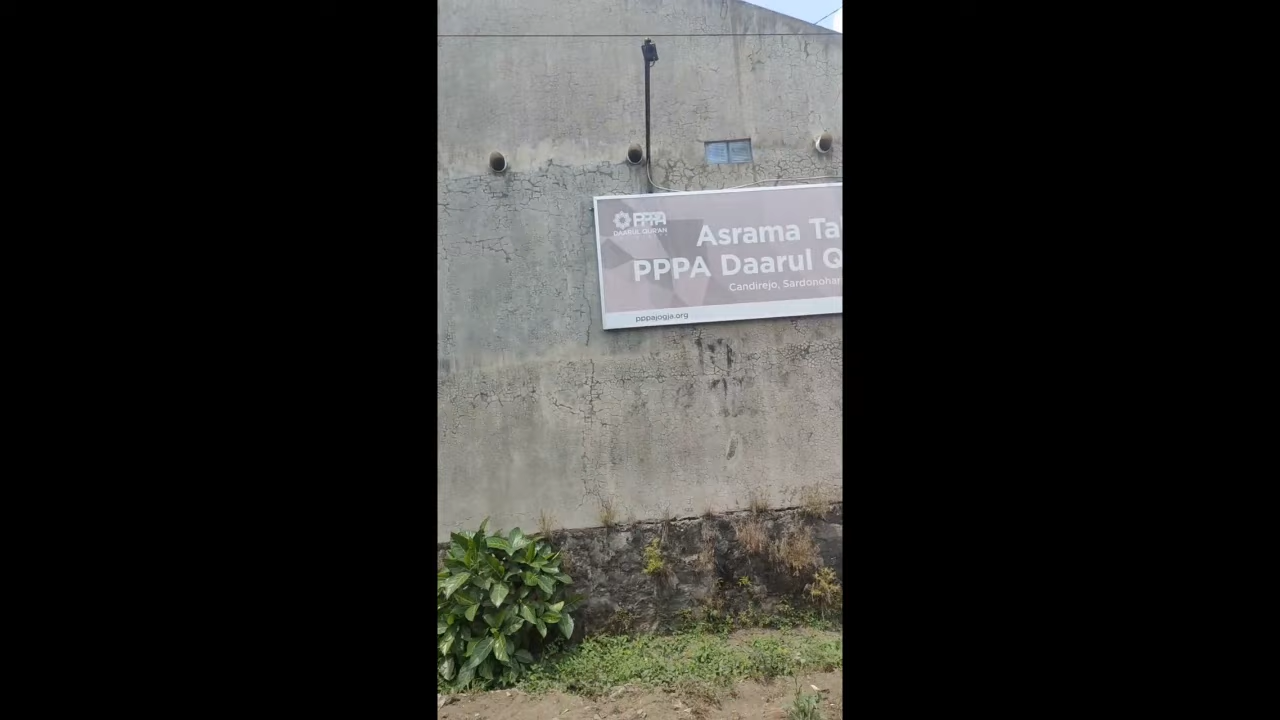 PPPA
DAARUL QUR'AN
Asrama Ta
PPPA Daarul Q
Candirejo, Sardonohar
pppajogja.org